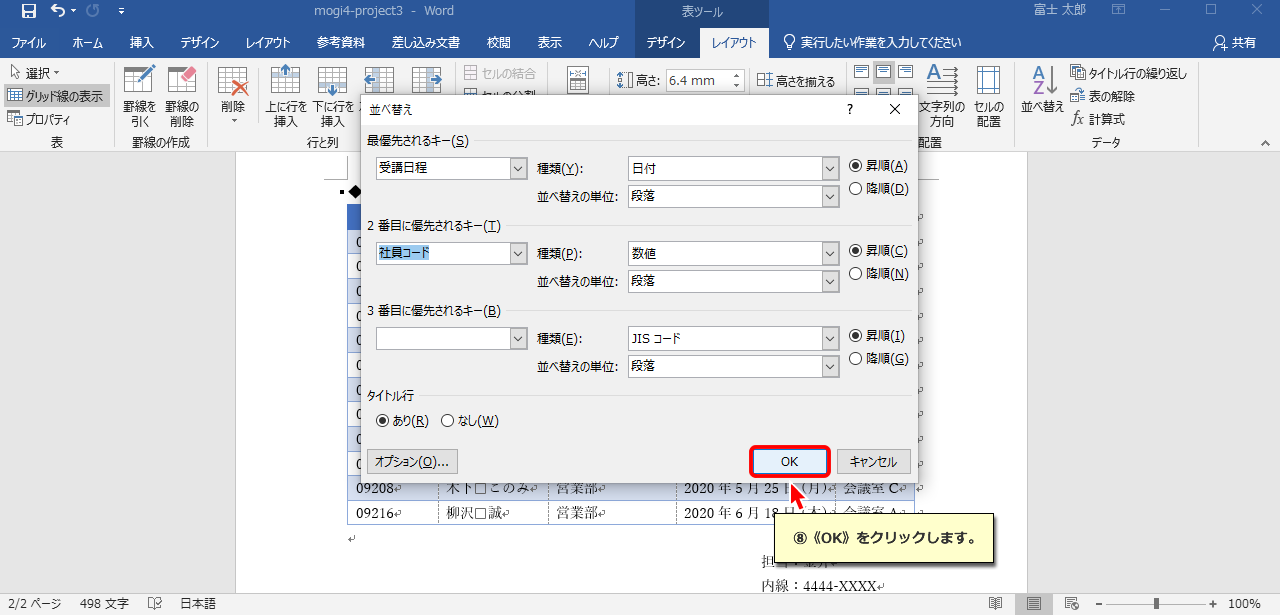 mogi4-project3 - Word
表ツール
富士 太郎
ファイル ホーム 挿入 デザイン レイアウト 参考資料 差し込み文書 校閲 表示 ヘルプ デザイン レイアウト 実行したい作業を入力してください 共有
選択
グリッド線の表示
プロパティ
表
罫線を引く
罫線の削除
罫線の作成
削除
上に行を挿入
下に行を挿入
行と列
セルの結合
高さ: 6.4 mm
高さを揃える
文字列の方向
セルの配置
配置
並べ替え
タイトル行の繰り返し
表の解除
fx 計算式
データ
並べ替え ?
最優先されるキー(S)
受講日程 種類(Y): 日付 昇順(A)
並べ替えの単位: 段落 降順(D)
2 番目に優先されるキー(T)
社員コード 種類(P): 数値 昇順(C)
並べ替えの単位: 段落 降順(N)
3 番目に優先されるキー(B)
種類(E): JIS コード 昇順(I)
並べ替えの単位: 段落 降順(G)
タイトル行
あり(R) なし(W)
オプション(O)... OK キャンセル
09208 木下□このみ 営業部 2020 年 5 月 25 日 (月) 会議室 C
09216 柳沢□誠 営業部 2020 年 6 月 18 日 (木) 会議室 A
⑧《OK》をクリックします。
内線：4444-XXXX
2/2 ページ 498 文字 日本語 100%